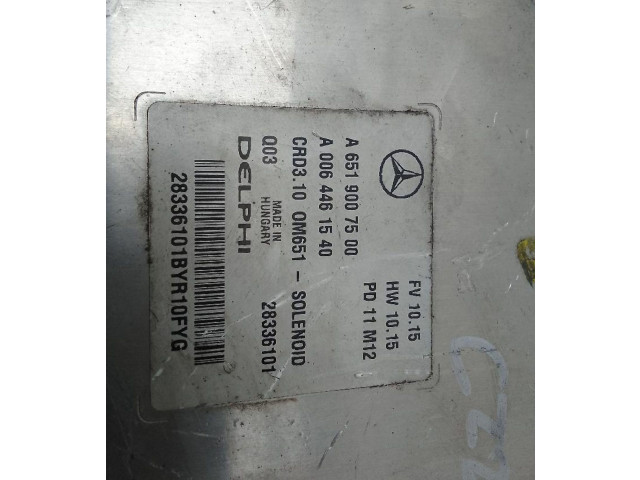 FV 10.15
HW 10.15
PD 11 M12
A 651 900 75 00
A 006 446 15 40
CRD3.10 OM651 - SOLENOID
Q03 MADE IN HUNGARY 28336101
DELPHI
28336101BYR10FYG